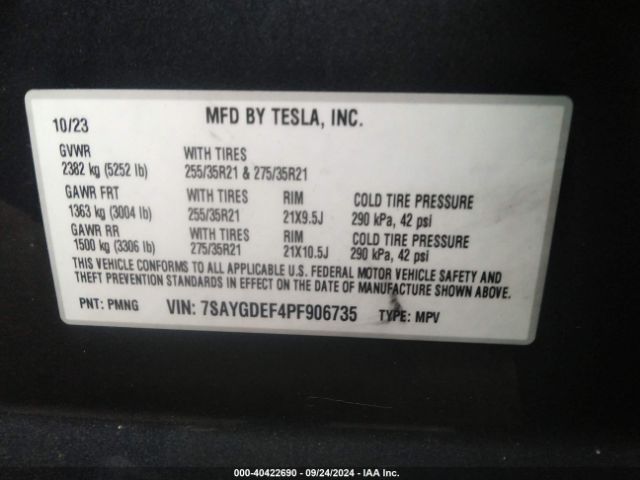 MFD BY TESLA, INC.
10/23
GVWR WITH TIRES
2382 kg (5252 lb) 255/35R21 & 275/35R21
GAWR FRT WITH TIRES RIM COLD TIRE PRESSURE
1363 kg (3004 lb) 255/35R21 21X9.5J 290 kPa, 42 psi
GAWR RR WITH TIRES RIM COLD TIRE PRESSURE
1500 kg (3306 lb) 275/35R21 21X10.5J 290 kPa, 42 psi
THIS VEHICLE CONFORMS TO ALL APPLICABLE U.S. FEDERAL MOTOR VEHICLE SAFETY AND
THEFT PREVENTION STANDARDS IN EFFECT ON THE DATE OF MANUFACTURE SHOWN ABOVE.
PNT: PMNG VIN: 7SAYGDEF4PF906735 TYPE: MPV
000-40422690 - 09/24/2024 - IAA Inc.